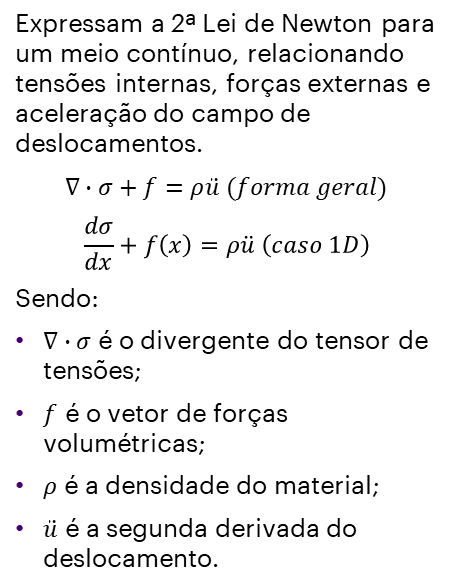 Expressam a 2ª Lei de Newton para
um meio contínuo, relacionando
tensões internas, forças externas e
aceleração do campo de
deslocamentos.
∇ · σ + f = ρü (forma geral)
dσ/dx + f(x) = ρü (caso 1D)
Sendo:
• ∇ · σ é o divergente do tensor de
tensões;
• f é o vetor de forças
volumétricas;
• ρ é a densidade do material;
• ü é a segunda derivada do
deslocamento.